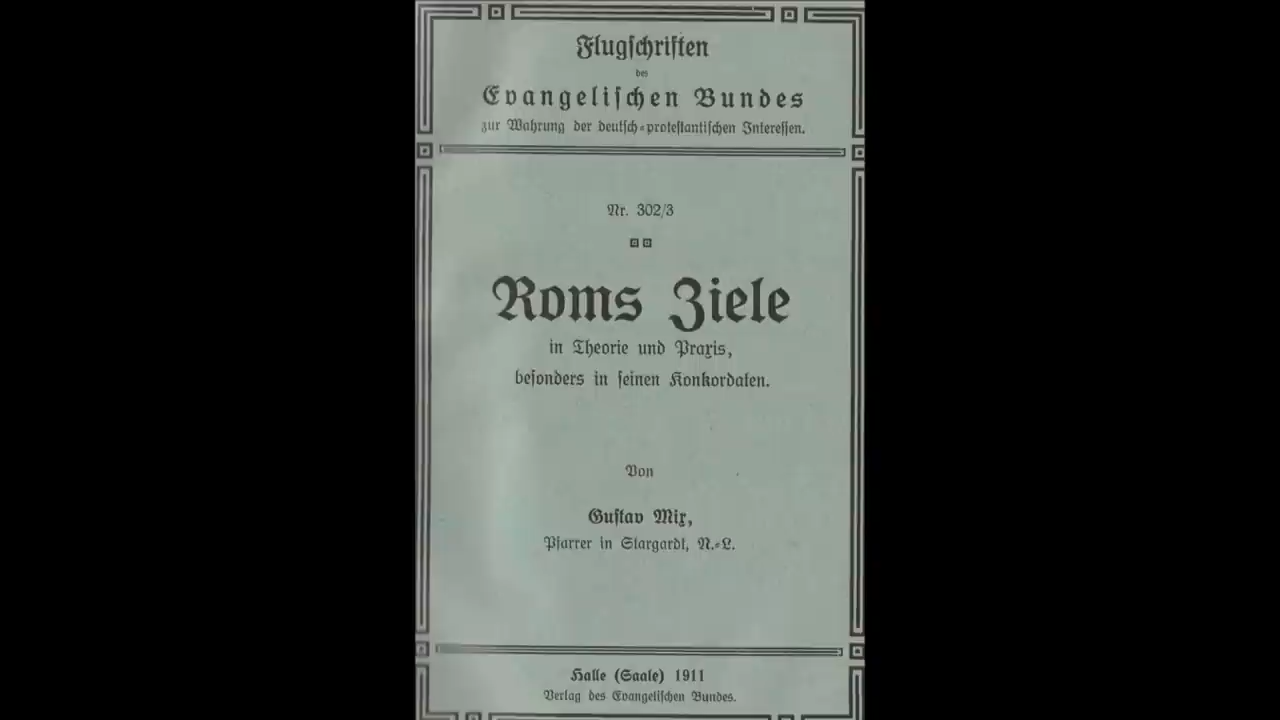 Flugschriften
des
Evangelischen Bundes
zur Wahrung der deutsch-protestantischen Interessen.
Nr. 302/3
Roms Ziele
in Theorie und Praxis,
besonders in seinen Konkordaten.
Von
Gustav Mix,
Pfarrer in Stargardt, N.-L.
Halle (Saale) 1911
Verlag des Evangelischen Bundes.